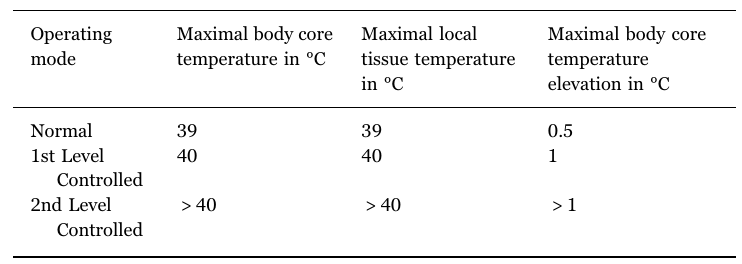 Operating Maximal body core Maximal local Maximal body core
mode temperature in °C tissue temperature temperature
in °C elevation in °C
Normal 39 39 0.5
1st Level 40 40 1
Controlled
2nd Level > 40 > 40 > 1
Controlled